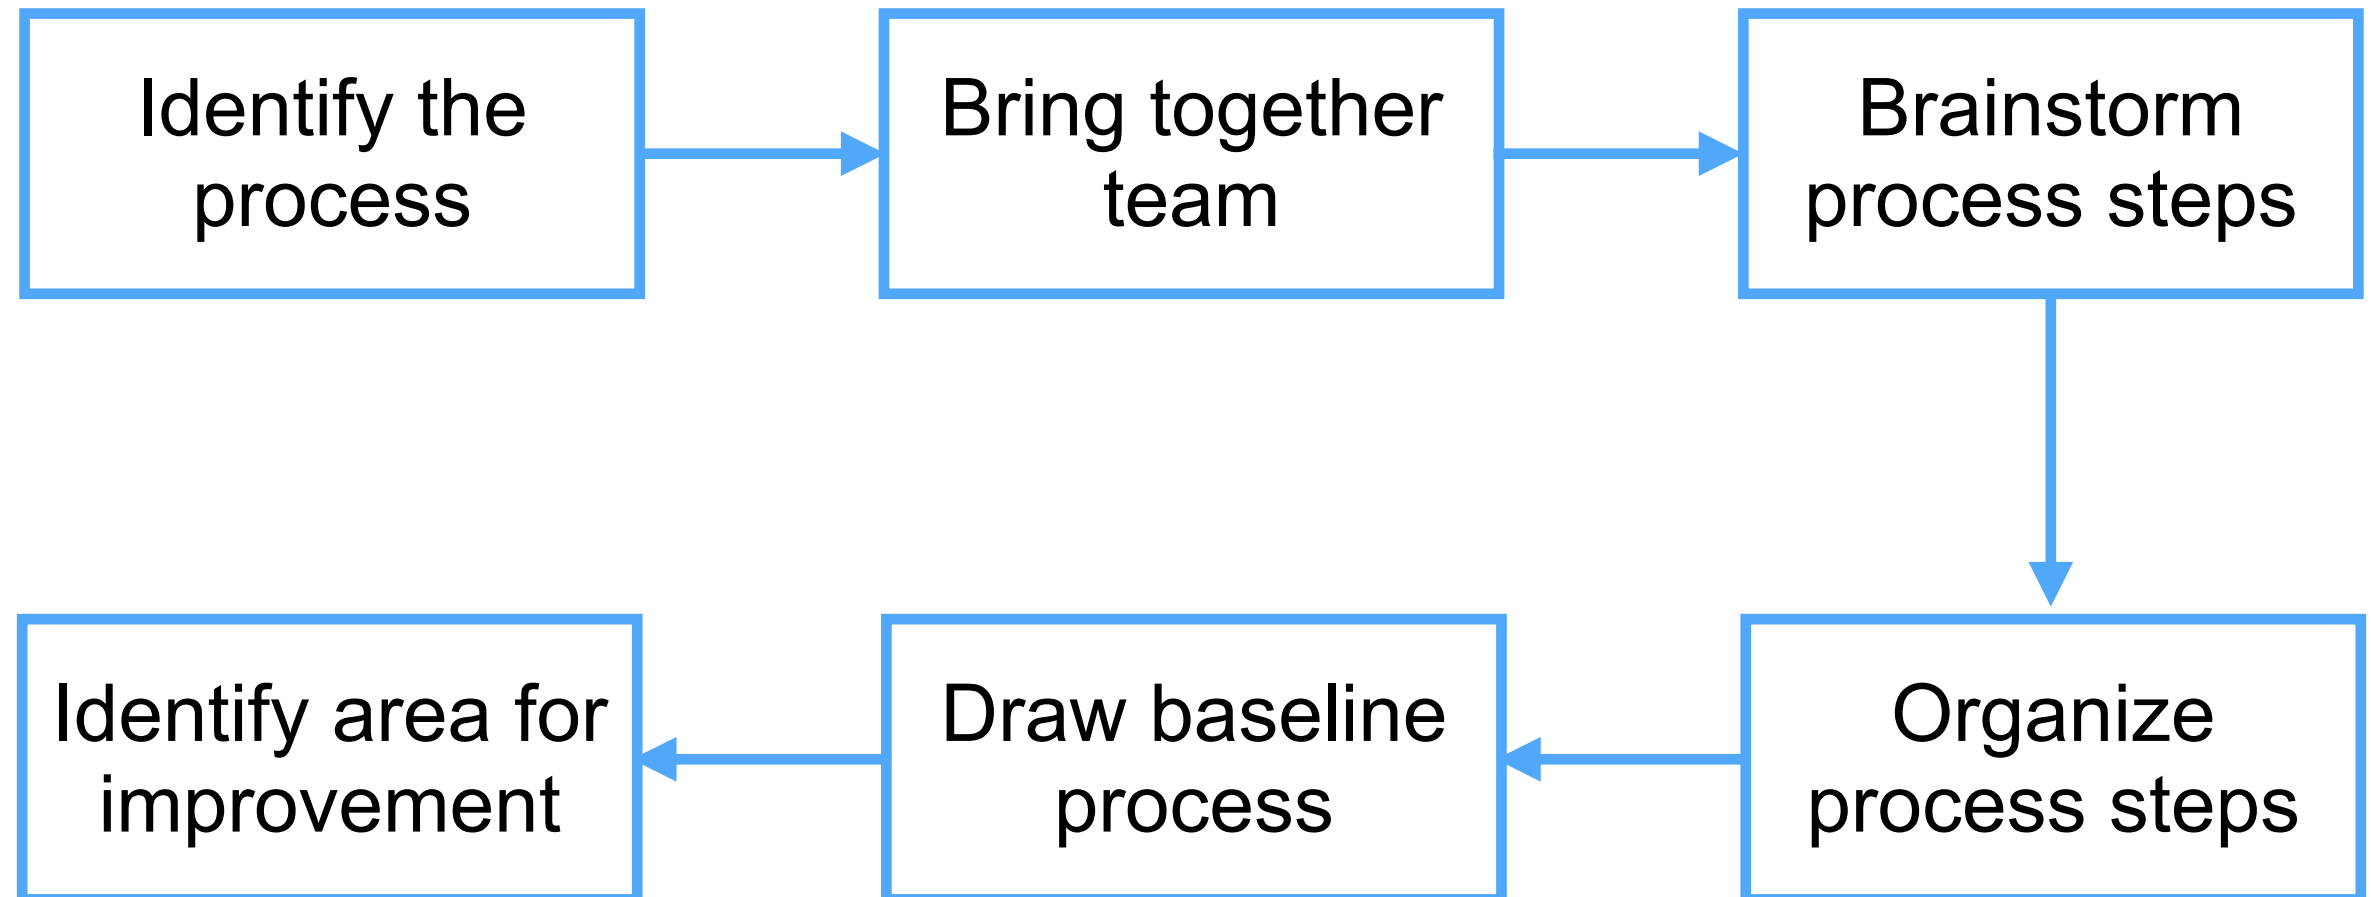 Identify the
process
Bring together
team
Brainstorm
process steps
Organize
process steps
Draw baseline
process
Identify area for
improvement